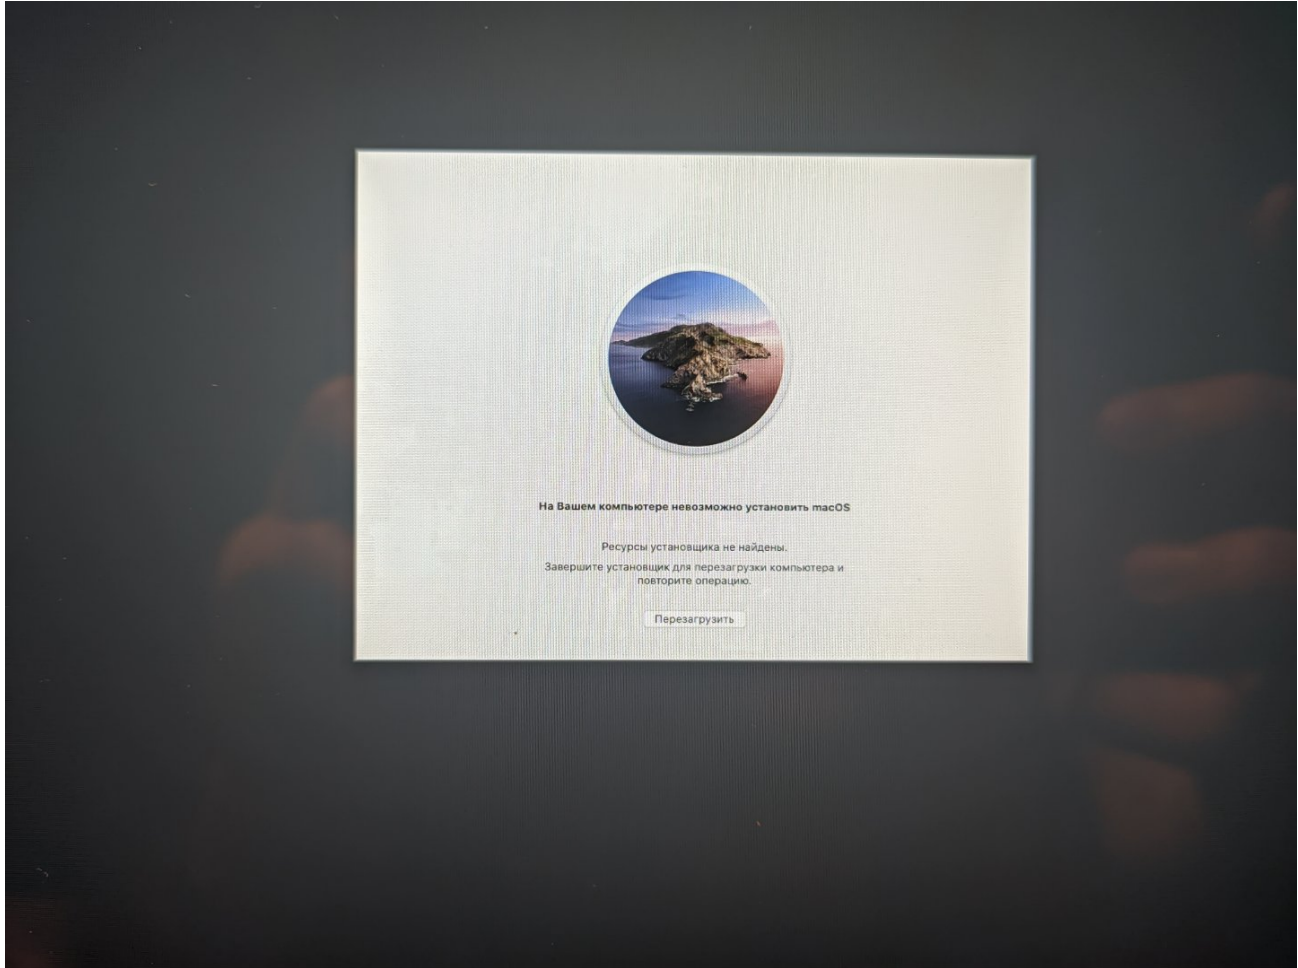 На Вашем компьютере невозможно установить macOS
Ресурсы установщика не найдены.
Завершите установщик для перезагрузки компьютера и
повторите операцию.
Перезагрузить